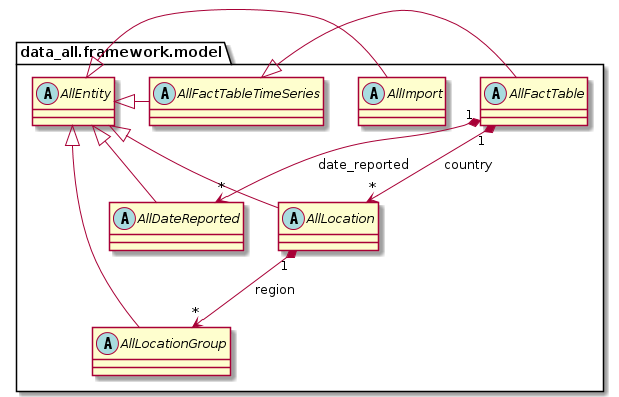 data_all.framework.model
A AllEntity
A AllFactTableTimeSeries
A AllImport
A AllFactTable
1
1
date_reported
country
*
*
A AllDateReported
A AllLocation
1
region
*
A AllLocationGroup